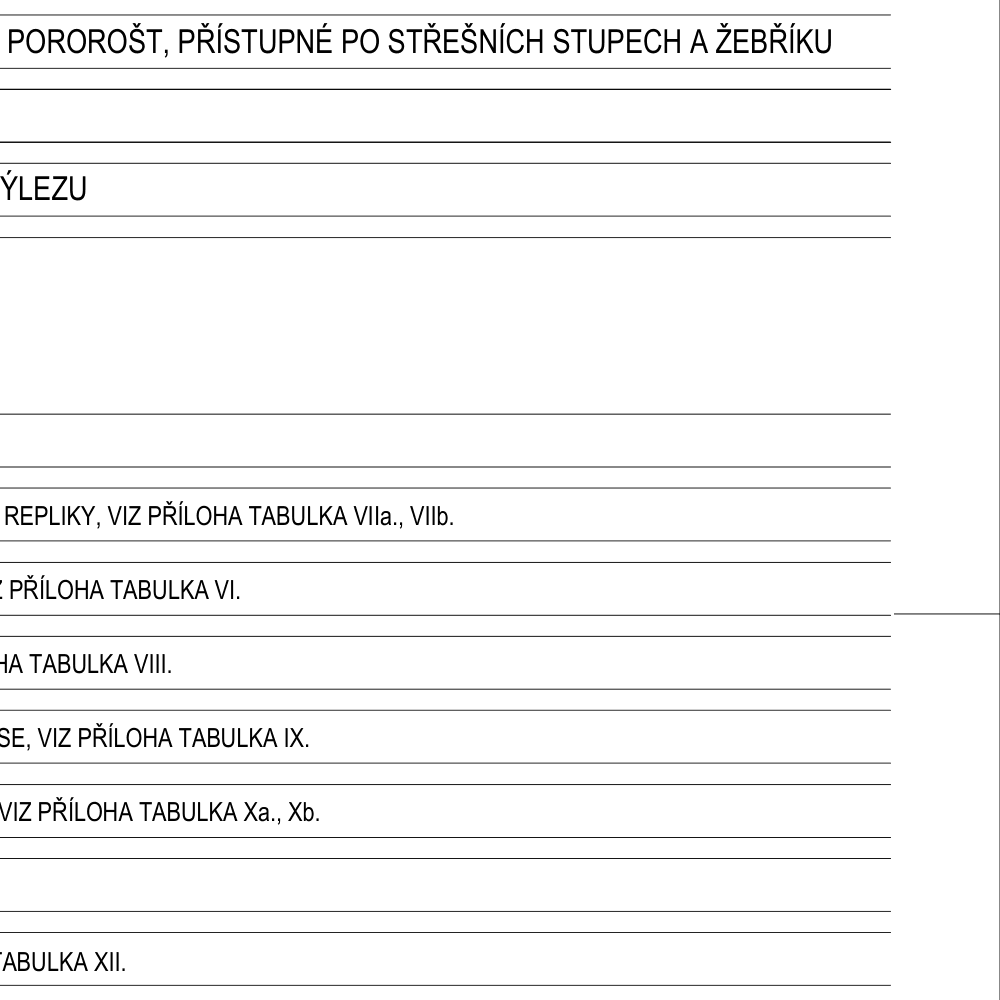 POROROŠT, PŘÍSTUPNÉ PO STŘEŠNÍCH STUPECH A ŽEBŘÍKU
ÝLEZU
REPLIKY, VIZ PŘÍLOHA TABULKA VIIa., VIIb.
Z PŘÍLOHA TABULKA VI.
HA TABULKA VIII.
SE, VIZ PŘÍLOHA TABULKA IX.
VIZ PŘÍLOHA TABULKA Xa., Xb.
TABULKA XII.